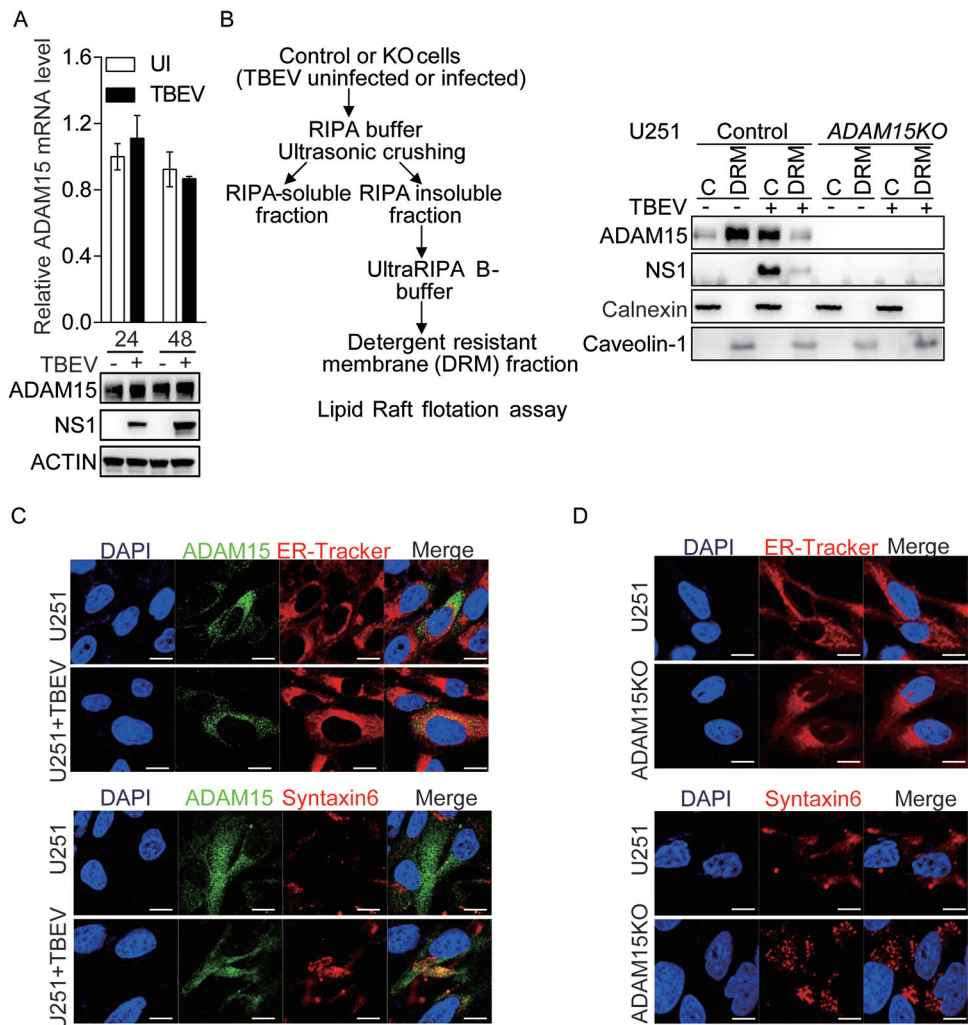 A
B
Relative ADAM15 mRNA level
1.6
1.2
0.8
0.4
0.0
UI
TBEV
24
48
TBEV - + - +
ADAM15
NS1
ACTIN
Control or KO cells
(TBEV uninfected or infected)
RIPA buffer
Ultrasonic crushing
RIPA-soluble
fraction
RIPA insoluble
fraction
UltraRIPA B-
buffer
Detergent resistant
membrane (DRM) fraction
Lipid Raft flotation assay
U251 Control ADAM15KO
C DRM C DRM C DRM C DRM
TBEV - - + + - - + +
ADAM15
NS1
Calnexin
Caveolin-1
C
DAPI ADAM15 ER-Tracker Merge
U251
U251+TBEV
DAPI ADAM15 Syntaxin6 Merge
U251
U251+TBEV
D
DAPI ER-Tracker Merge
U251
ADAM15KO
DAPI Syntaxin6 Merge
U251
ADAM15KO